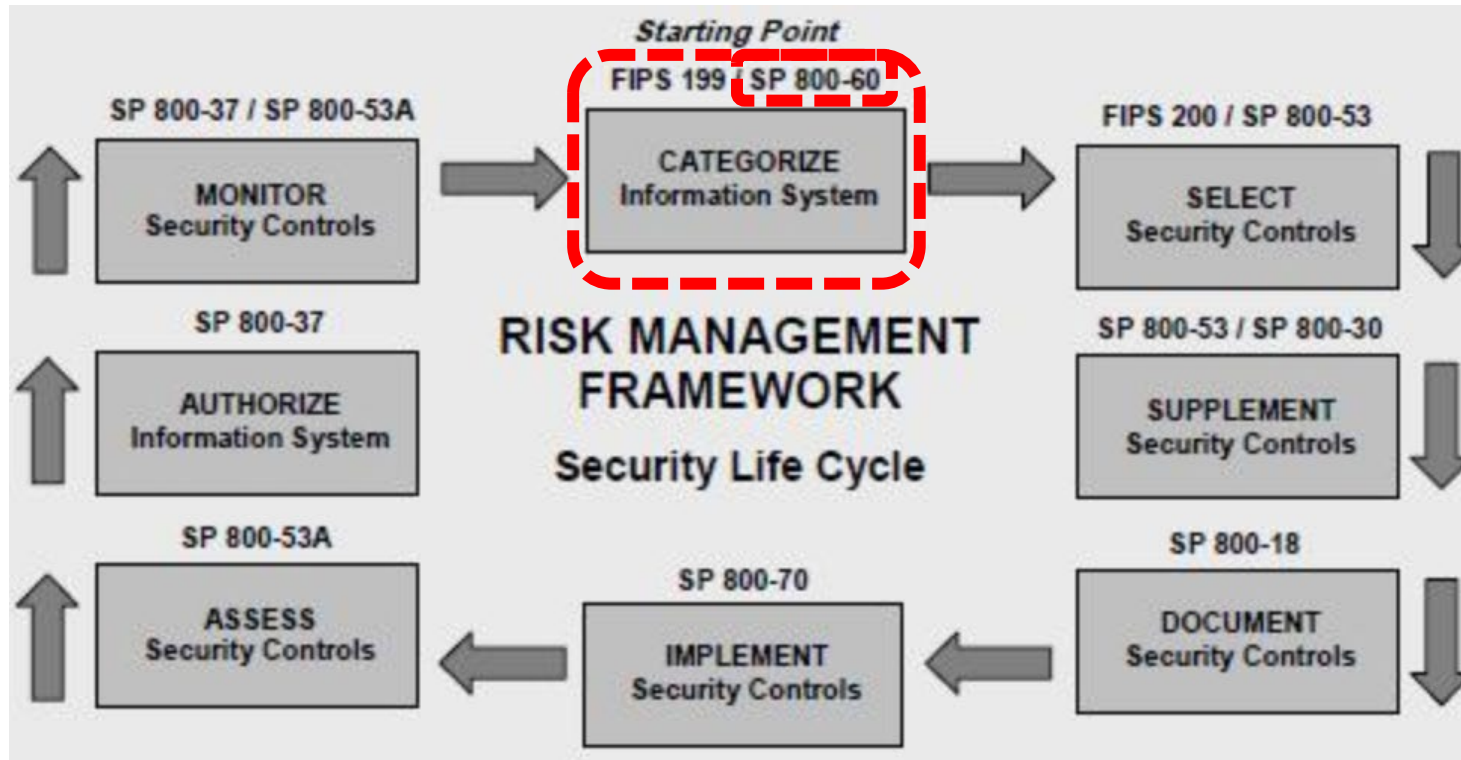 Starting Point
FIPS 199 / SP 800-60
CATEGORIZE
Information System
SP 800-37 / SP 800-53A
MONITOR
Security Controls
FIPS 200 / SP 800-53
SELECT
Security Controls
RISK MANAGEMENT
FRAMEWORK
Security Life Cycle
SP 800-37
AUTHORIZE
Information System
SP 800-53 / SP 800-30
SUPPLEMENT
Security Controls
SP 800-53A
ASSESS
Security Controls
SP 800-70
IMPLEMENT
Security Controls
SP 800-18
DOCUMENT
Security Controls